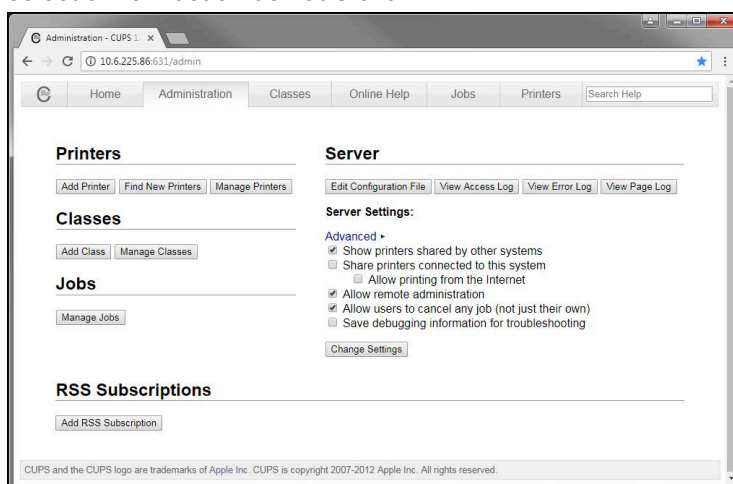 Administration - CUPS 1.
10.6.225.86:631/admin
Home Administration Classes Online Help Jobs Printers Search Help
Printers
Add Printer Find New Printers Manage Printers
Classes
Add Class Manage Classes
Jobs
Manage Jobs
Server
Edit Configuration File View Access Log View Error Log View Page Log
Server Settings:
Advanced
Show printers shared by other systems
Share printers connected to this system
Allow printing from the Internet
Allow remote administration
Allow users to cancel any job (not just their own)
Save debugging information for troubleshooting
Change Settings
RSS Subscriptions
Add RSS Subscription
CUPS and the CUPS logo are trademarks of Apple Inc. CUPS is copyright 2007-2012 Apple Inc. All rights reserved.